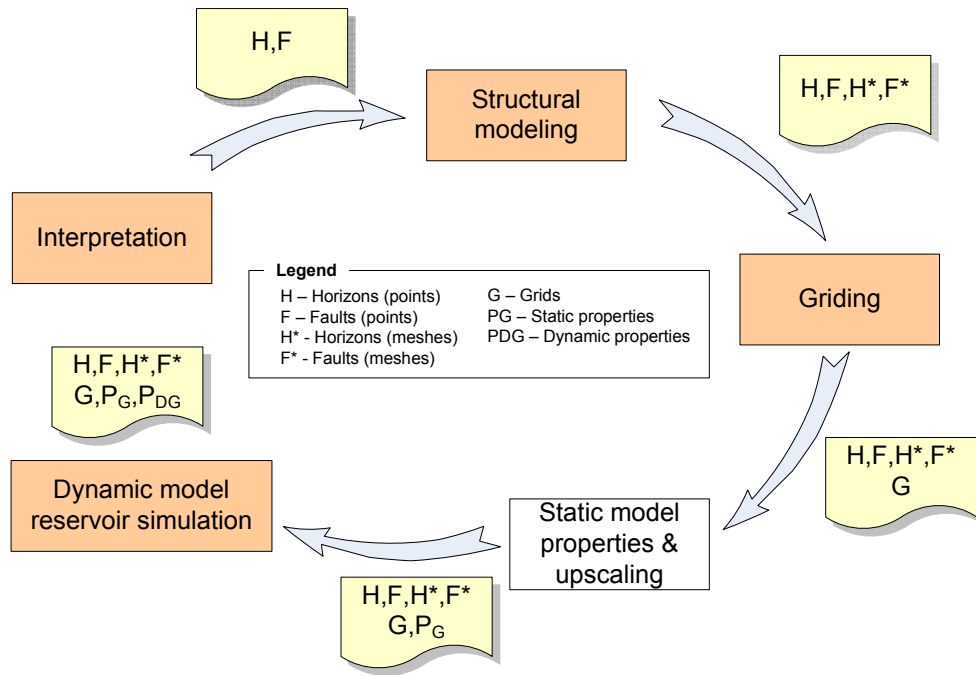 H,F
Structural
modeling
H,F,H*,F*
Interpretation
Griding
Legend
H – Horizons (points)
F – Faults (points)
H* - Horizons (meshes)
F* - Faults (meshes)
G – Grids
PG – Static properties
PDG – Dynamic properties
H,F,H*,F*
G,PG,PDG
H,F,H*,F*
G
Dynamic model
reservoir simulation
Static model
properties &
upscaling
H,F,H*,F*
G,PG